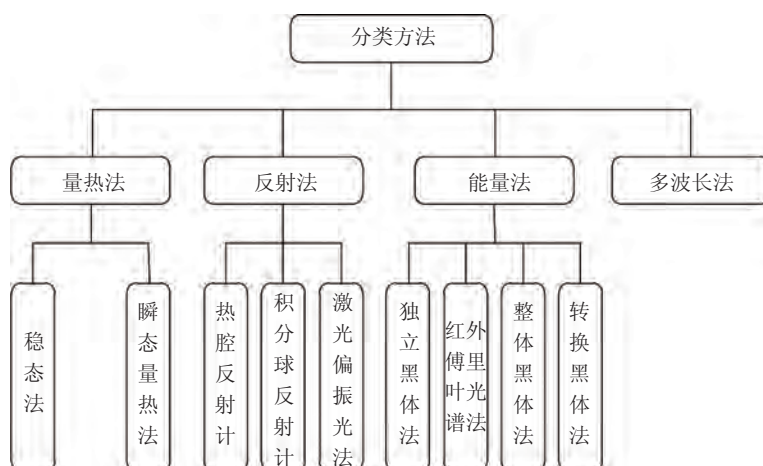 分类方法
量热法
反射法
能量法
多波长法
稳态法
瞬态量热法
热腔反射计
积分球反射计
激光偏振光法
独立黑体法
红外
傅里
叶光
谱法
整体黑体法
转换黑体法